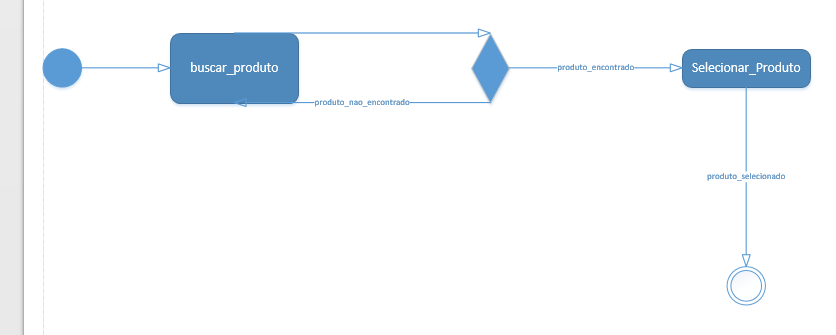 buscar_produto
produto_encontrado
Selecionar_Produto
produto_nao_encontrado
produto_selecionado